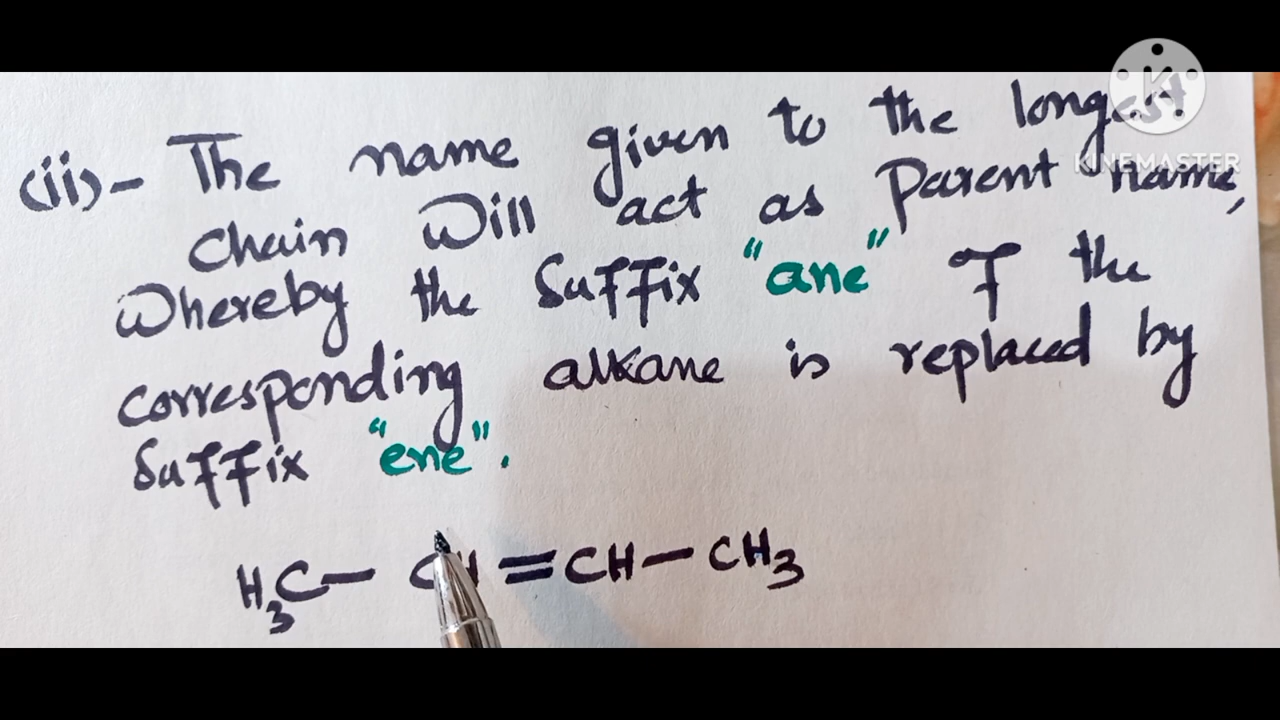 (ii)- The name given to the longest
chain will act as Parent name,
Whereby the Suffix "ane" of the
corresponding alkane is replaced by
Suffix "ene".
H3C— CH =CH—CH3
KINEMASTER